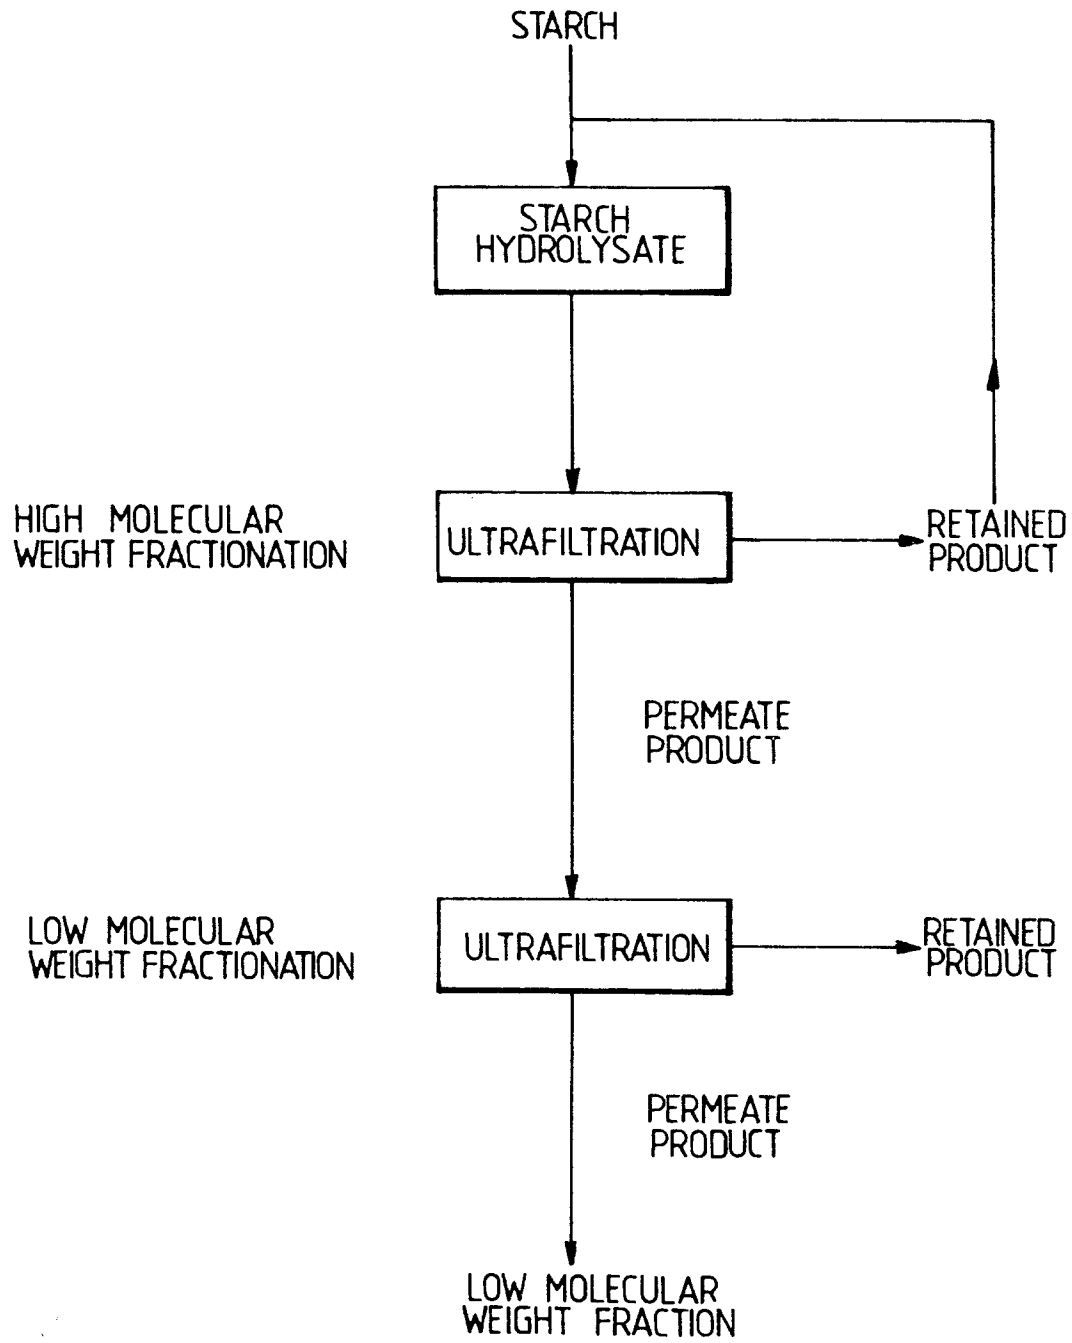 STARCH
STARCH
HYDROLYSATE
HIGH MOLECULAR
WEIGHT FRACTIONATION
ULTRAFILTRATION
RETAINED
PRODUCT
PERMEATE
PRODUCT
LOW MOLECULAR
WEIGHT FRACTIONATION
ULTRAFILTRATION
RETAINED
PRODUCT
PERMEATE
PRODUCT
LOW MOLECULAR
WEIGHT FRACTION